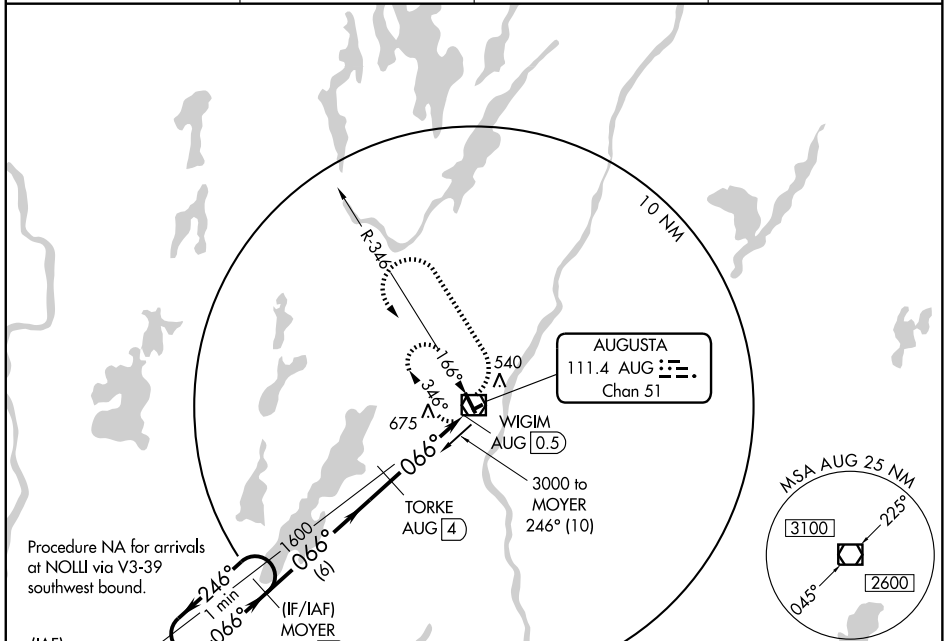 10 NM
R-346
166°
346°
540
675
AUGUSTA
111.4 AUG
Chan 51
WIGIM
AUG 0.5
066°
3000 to
MOYER
246° (10)
TORKE
AUG 4
1600
066°
(6)
MSA AUG 25 NM
3100
225°
2600
045°
Procedure NA for arrivals
at NOLLI via V3-39
southwest bound.
246°
1 min
066°
(IF/IAF)
MOYER
(IAF)